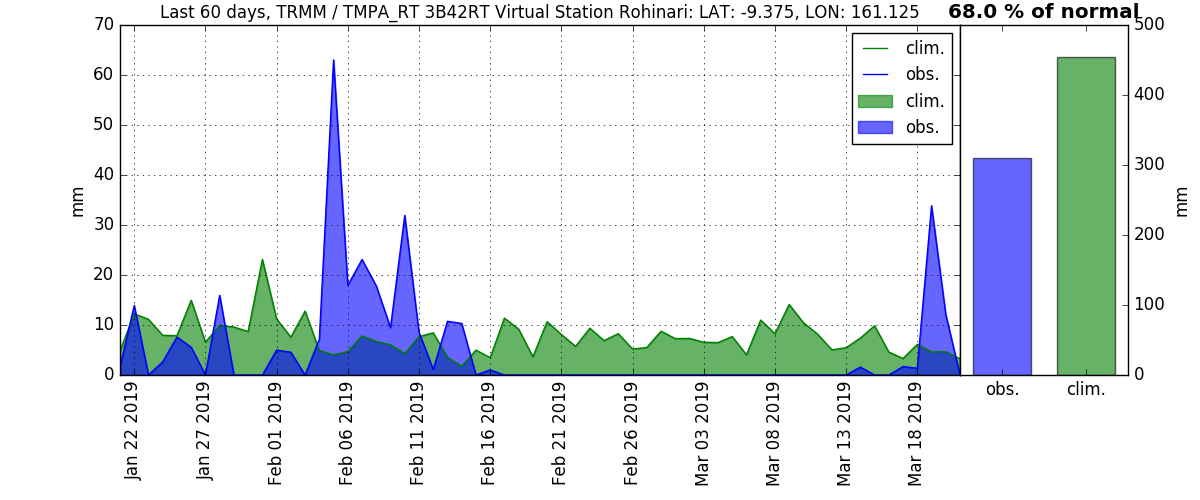 Last 60 days, TRMM / TMPA_RT 3B42RT Virtual Station Rohinari: LAT: -9.375, LON: 161.125
68.0 % of normal
70
60
50
40
30
20
10
0
mm
clim.
obs.
clim.
obs.
Jan 22 2019
Jan 27 2019
Feb 01 2019
Feb 06 2019
Feb 11 2019
Feb 16 2019
Feb 21 2019
Feb 26 2019
Mar 03 2019
Mar 08 2019
Mar 13 2019
Mar 18 2019
500
400
300
200
100
0
mm
obs.
clim.